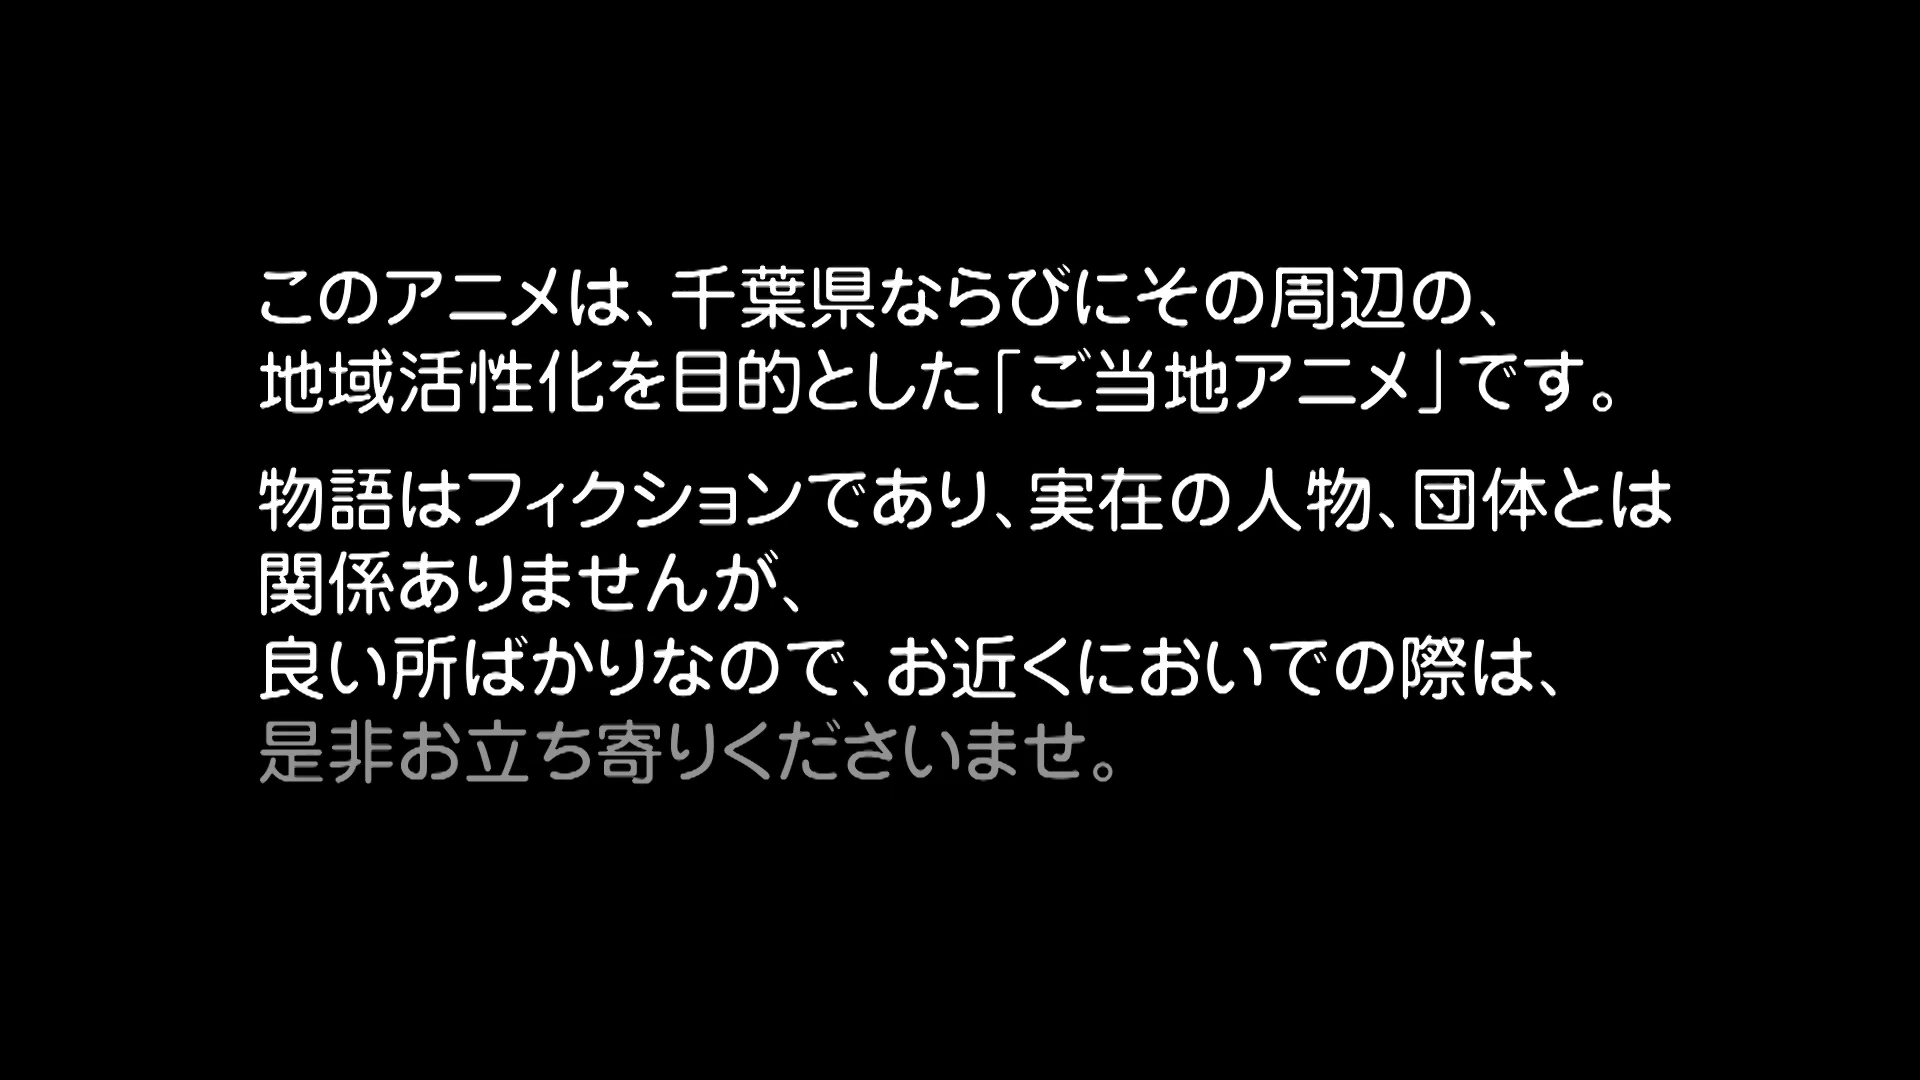 このアニメは、千葉県ならびにその周辺の、
地域活性化を目的とした「ご当地アニメ」です。
物語はフィクションであり、実在の人物、団体とは
関係ありませんが、
良い所ばかりなので、お近くにおいでの際は、
是非お立ち寄りくださいませ。